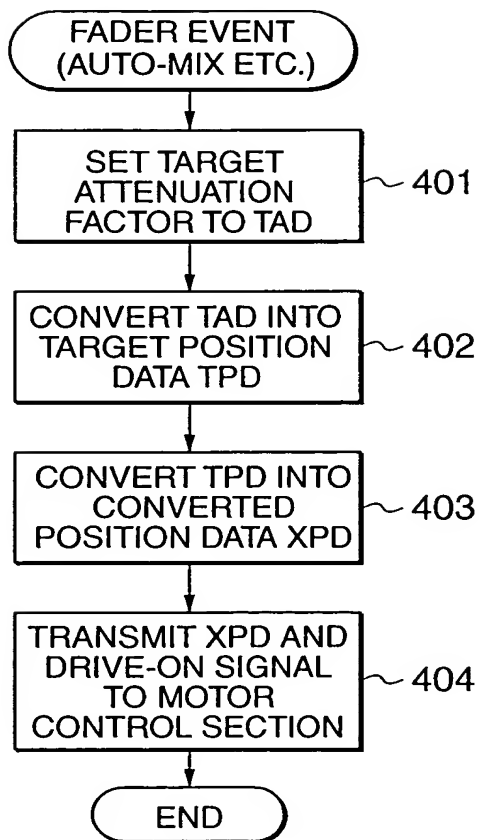 FADER EVENT
(AUTO-MIX ETC.)
SET TARGET
ATTENUATION
FACTOR TO TAD
401
CONVERT TAD INTO
TARGET POSITION
DATA TPD
402
CONVERT TPD INTO
CONVERTED
POSITION DATA XPD
403
TRANSMIT XPD AND
DRIVE-ON SIGNAL
TO MOTOR
CONTROL SECTION
404
END